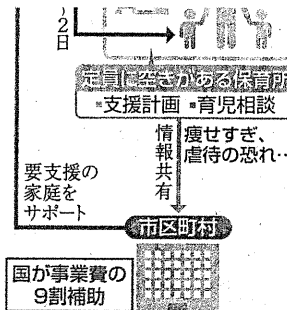 〜2日
定員に空きがある保育所
支援計画 育児相談
情報共有
痩せすぎ、
虐待の恐れ…
要支援の
家庭を
サポート
市区町村
国が事業費の
9割補助